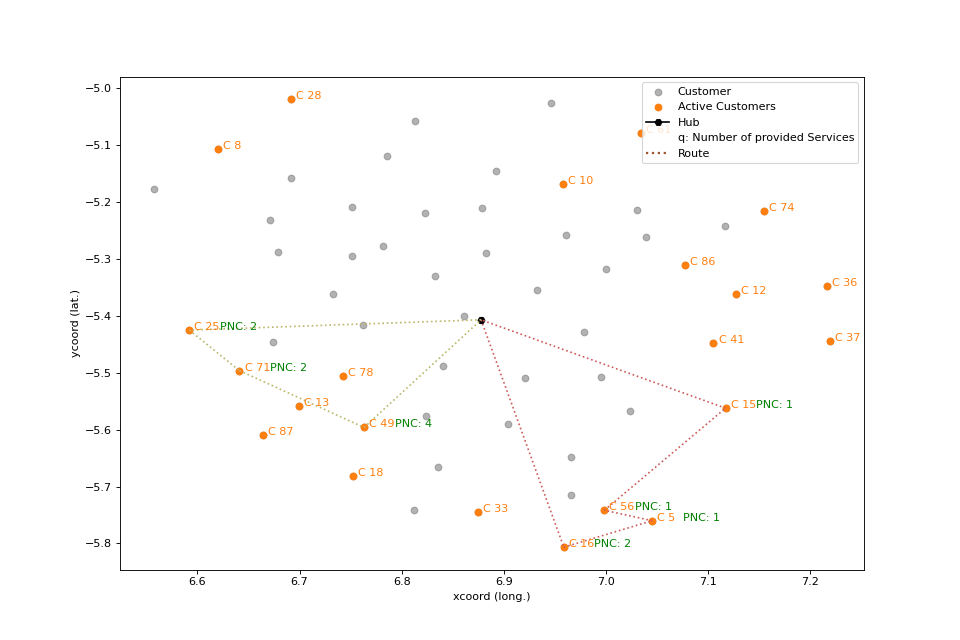 −5.0
−5.1
−5.2
−5.3
−5.4
−5.5
−5.6
−5.7
−5.8
ycoord (lat.)
6.6
6.7
6.8
6.9
7.0
7.1
7.2
xcoord (long.)
Customer
Active Customers
Hub
q: Number of provided Services
Route
C 28
C 8
C 10
C 74
C 86
C 36
C 12
C 37
C 41
C 25 PNC: 2
C 71 PNC: 2
C 78
C 13
C 15 PNC: 1
C 49 PNC: 4
C 87
C 18
C 33
C 56 PNC: 1
C 5 PNC: 1
C 16 PNC: 2